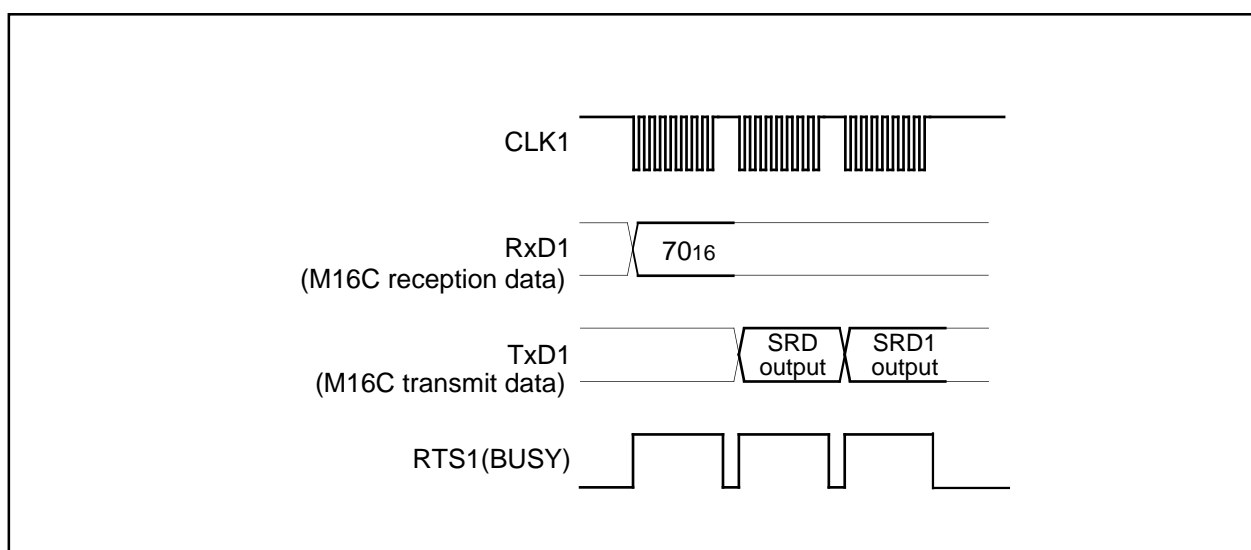 CLK1
RxD1
(M16C reception data)
7016
TxD1
(M16C transmit data)
SRD
output
SRD1
output
RTS1(BUSY)